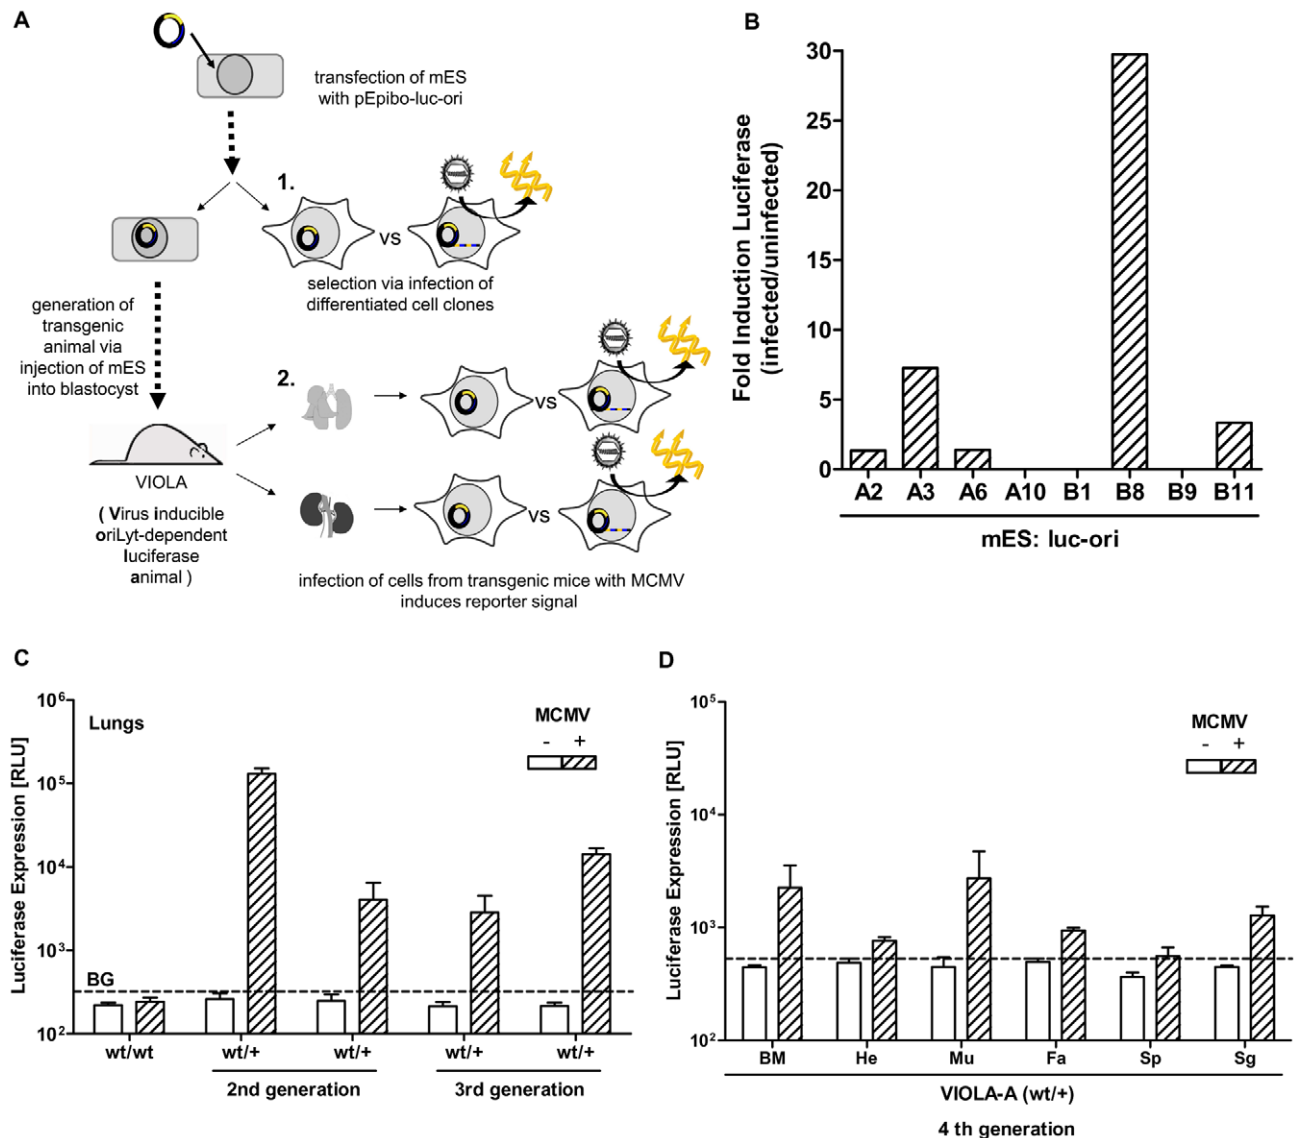 A
transfection of mES
with pEpibo-luc-ori
1.
vs
selection via infection of
differentiated cell clones
generation of
transgenic
animal via
injection of mES
into blastocyst
2.
vs
VIOLA
vs
( Virus inducible
oriLyt-dependent
luciferase
animal )
infection of cells from transgenic mice with MCMV
induces reporter signal
B
Fold Induction Luciferase
(infected/uninfected)
30
25
20
15
10
5
0
A2 A3 A6 A10 B1 B8 B9 B11
mES: luc-ori
C
Luciferase Expression [RLU]
10^6
10^5
10^4
10^3
10^2
Lungs
MCMV
- +
BG
wt/wt wt/+ wt/+ wt/+ wt/+
2nd generation 3rd generation
D
Luciferase Expression [RLU]
10^5
10^4
10^3
10^2
MCMV
- +
BM He Mu Fa Sp Sg
VIOLA-A (wt/+)
4 th generation